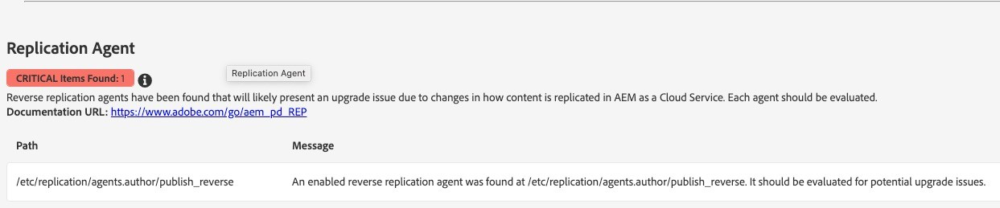 Replication Agent
CRITICAL Items Found: 1
Replication Agent
Reverse replication agents have been found that will likely present an upgrade issue due to changes in how content is replicated in AEM as a Cloud Service. Each agent should be evaluated.
Documentation URL: https://www.adobe.com/go/aem_pd_REP
Path Message
/etc/replication/agents.author/publish_reverse An enabled reverse replication agent was found at /etc/replication/agents.author/publish_reverse. It should be evaluated for potential upgrade issues.